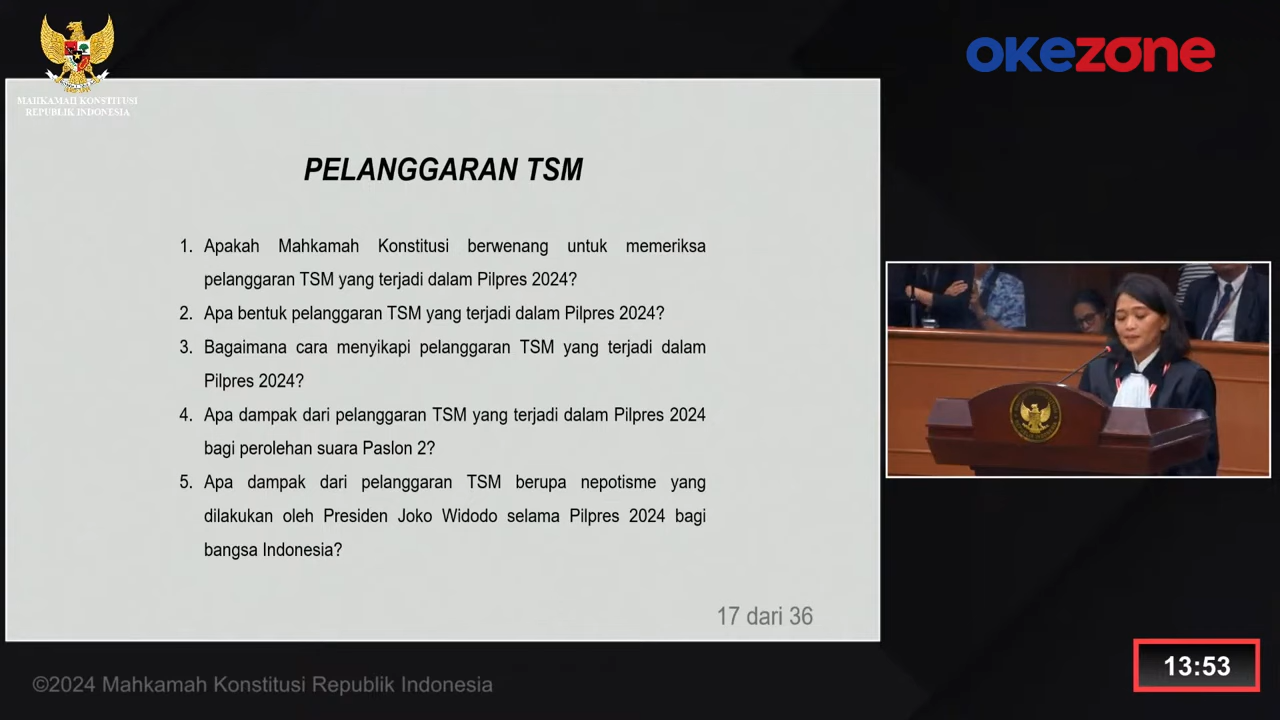 MAHKAMAH KONSTITUSI
REPUBLIK INDONESIA
okezone
PELANGGARAN TSM
1. Apakah Mahkamah Konstitusi berwenang untuk memeriksa
pelanggaran TSM yang terjadi dalam Pilpres 2024?
2. Apa bentuk pelanggaran TSM yang terjadi dalam Pilpres 2024?
3. Bagaimana cara menyikapi pelanggaran TSM yang terjadi dalam
Pilpres 2024?
4. Apa dampak dari pelanggaran TSM yang terjadi dalam Pilpres 2024
bagi perolehan suara Paslon 2?
5. Apa dampak dari pelanggaran TSM berupa nepotisme yang
dilakukan oleh Presiden Joko Widodo selama Pilpres 2024 bagi
bangsa Indonesia?
17 dari 36
13:53
©2024 Mahkamah Konstitusi Republik Indonesia